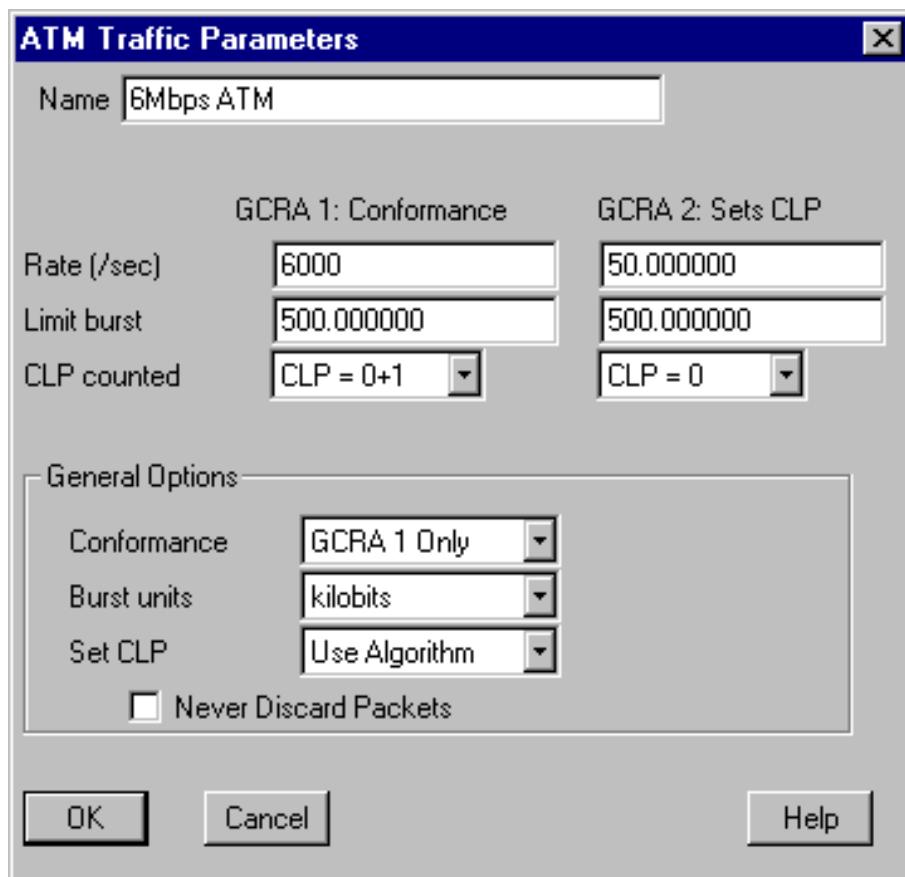 ATM Traffic Parameters
Name 6Mbps ATM
GCRA 1: Conformance GCRA 2: Sets CLP
Rate (/sec) 6000 50.000000
Limit burst 500.000000 500.000000
CLP counted CLP = 0+1 CLP = 0
General Options
Conformance GCRA 1 Only
Burst units kilobits
Set CLP Use Algorithm
Never Discard Packets
OK Cancel Help